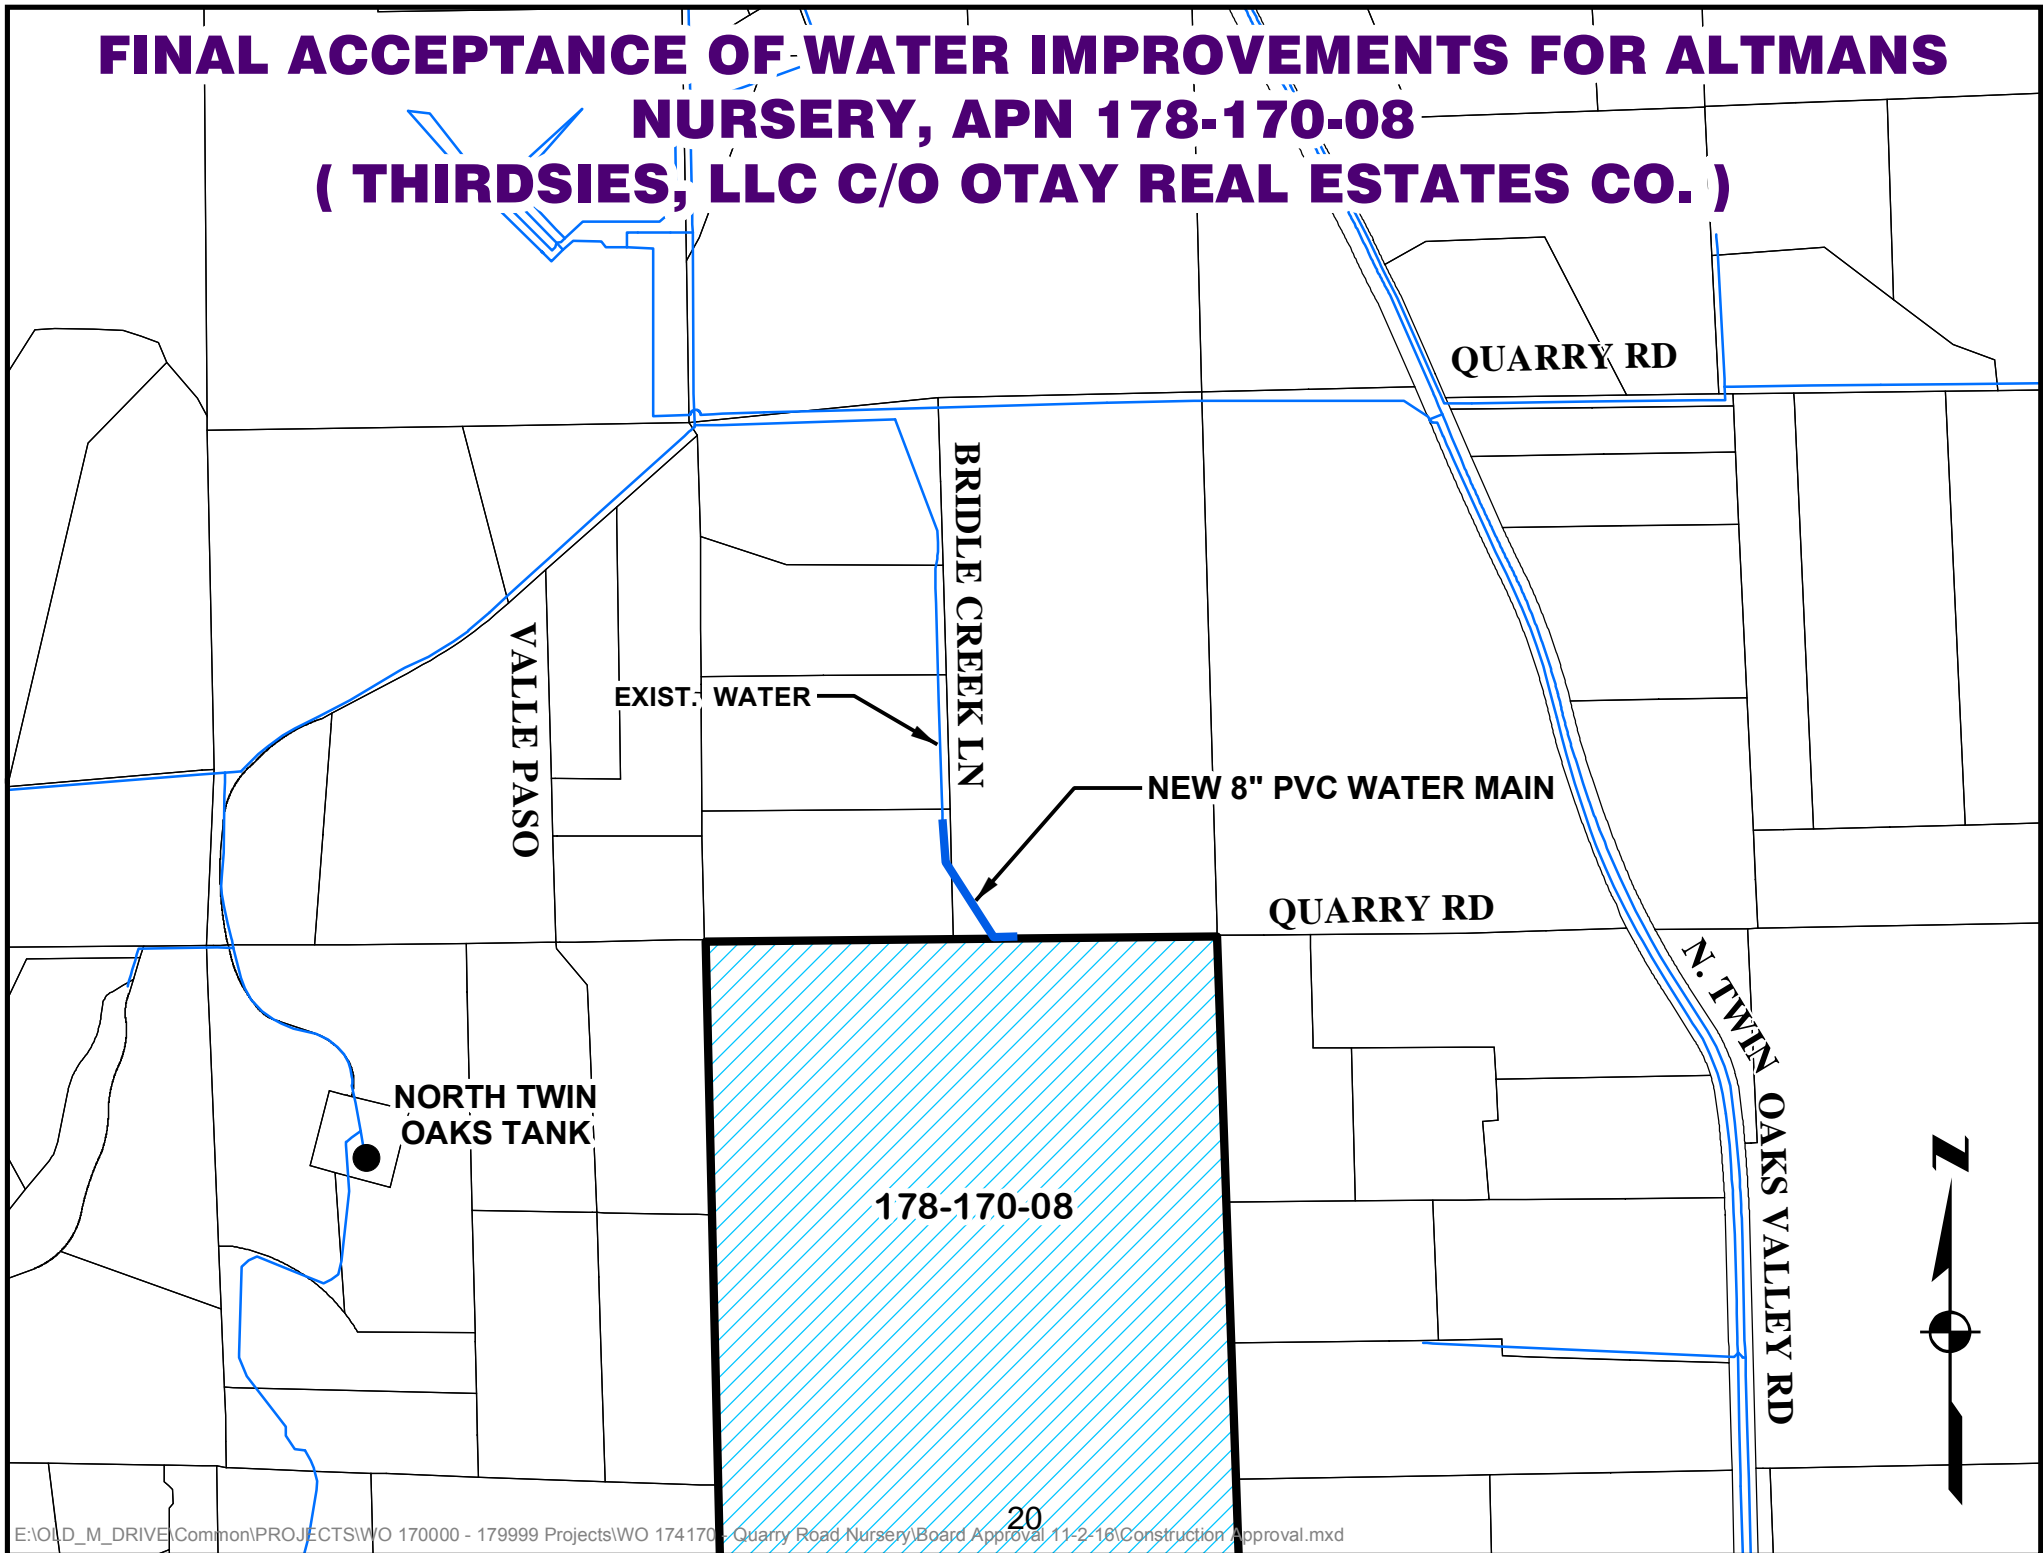 FINAL ACCEPTANCE OF WATER IMPROVEMENTS FOR ALTMANS
NURSERY, APN 178-170-08
( THIRDSIES, LLC C/O OTAY REAL ESTATES CO. )
QUARRY RD
BRIDLE CREEK LN
VALLE PASO
EXIST. WATER
NEW 8" PVC WATER MAIN
QUARRY RD
N. TWIN OAKS VALLEY RD
NORTH TWIN
OAKS TANK
178-170-08
N
20
E:\OLD_M_DRIVE\Common\PROJECTS\WO 170000 - 179999 Projects\WO 174170 - Quarry Road Nursery\Board Approval 11-2-16\Construction Approval.mxd